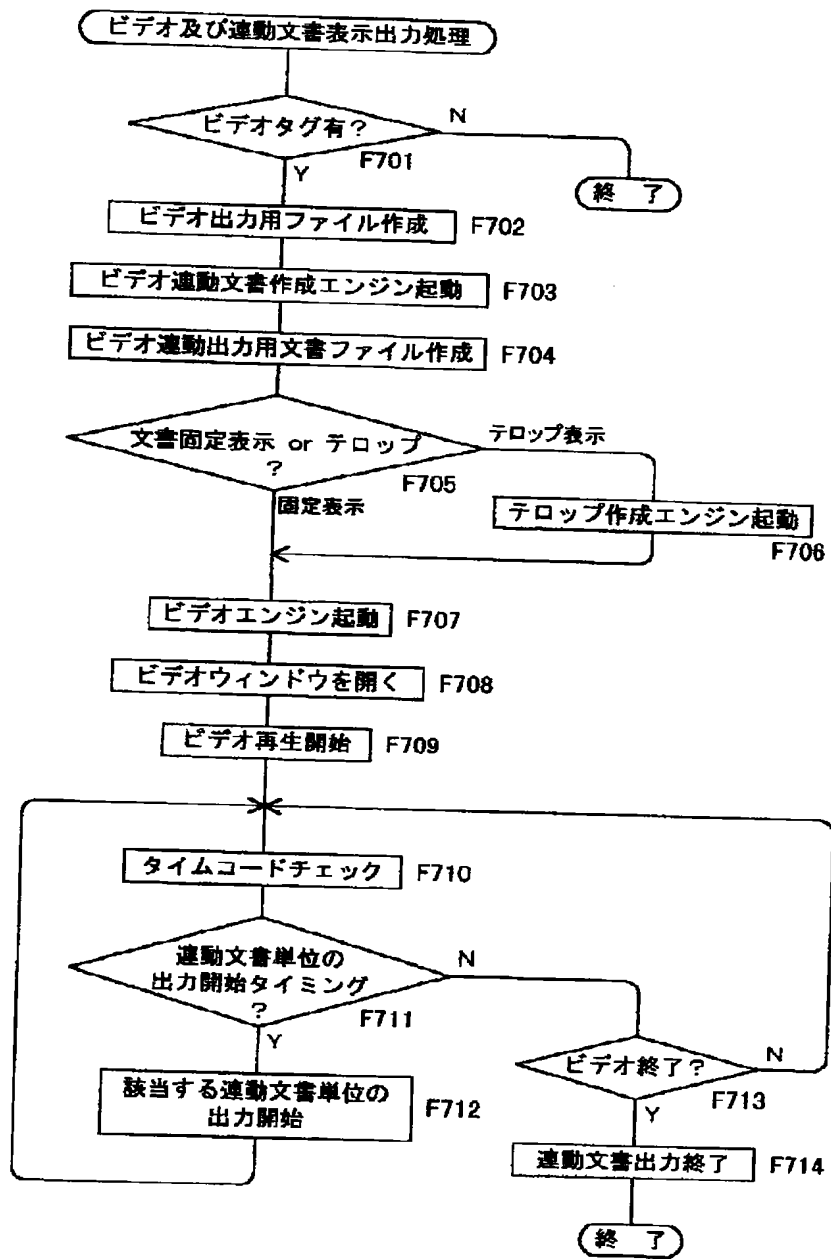 ビデオ及び連動文書表示出力処理
ビデオタグ有?
N
F701
Y
終 了
ビデオ出力用ファイル作成
F702
ビデオ連動文書作成エンジン起動
F703
ビデオ連動出力用文書ファイル作成
F704
文書固定表示 or テロップ
?
テロップ表示
F705
固定表示
テロップ作成エンジン起動
F706
ビデオエンジン起動
F707
ビデオウィンドウを開く
F708
ビデオ再生開始
F709
タイムコードチェック
F710
連動文書単位の
出力開始タイミング
?
N
F711
Y
該当する連動文書単位の
出力開始
F712
ビデオ終了?
N
F713
Y
連動文書出力終了
F714
終 了